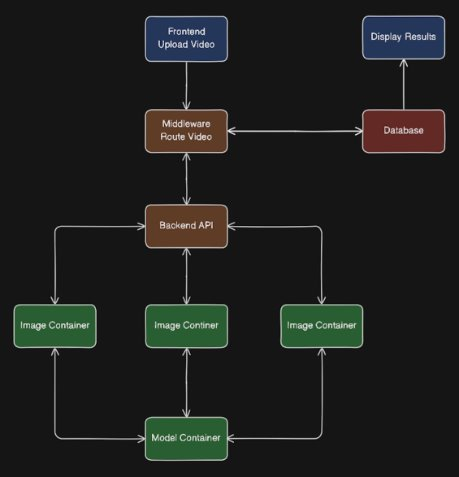 Frontend
Upload Video
Display Results
Middleware
Route Video
Database
Backend API
Image Container
Image Continer
Image Container
Model Container